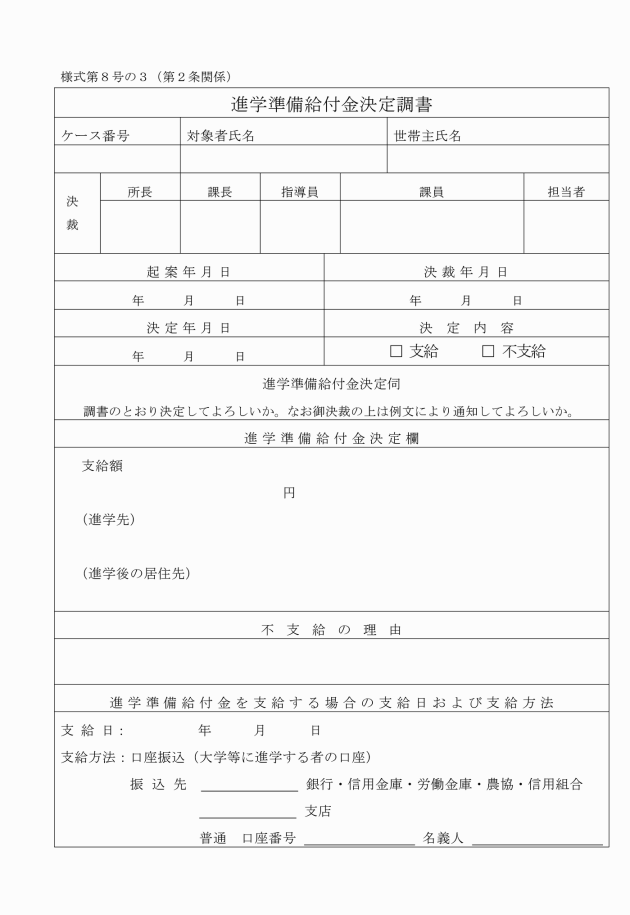 様式第８号の３（第２条関係）
進学準備給付金決定調書
ケース番号 対象者氏名 世帯主氏名
決裁 所長 課長 指導員 課員 担当者
起案年月日 決裁年月日
年 月 日 年 月 日
決定年月日 決定内容
年 月 日 □ 支給 □ 不支給
進学準備給付金決定伺
調書のとおり決定してよろしいか。なお御決裁の上は例文により通知してよろしいか。
進学準備給付金決定欄
支給額
円
（進学先）
（進学後の居住先）
不支給の理由
進学準備給付金を支給する場合の支給日および支給方法
支給日： 年 月 日
支給方法：口座振込（大学等に進学する者の口座）
振込先 銀行・信用金庫・労働金庫・農協・信用組合
支店
普通 口座番号 名義人